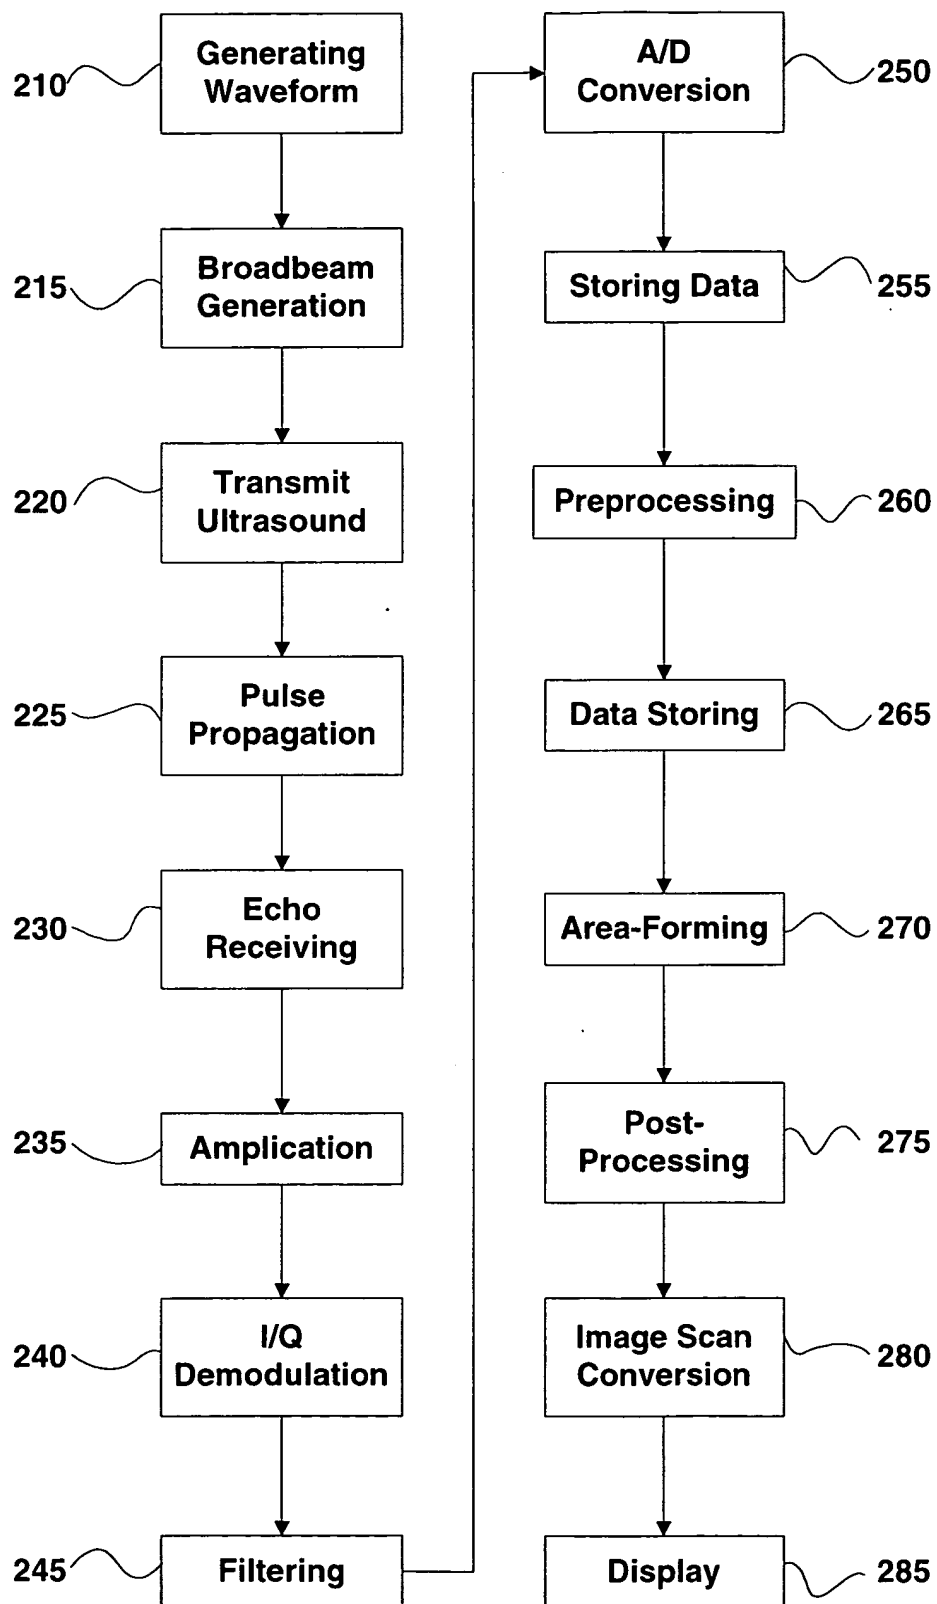 210
Generating
Waveform
215
Broadbeam
Generation
220
Transmit
Ultrasound
225
Pulse
Propagation
230
Echo
Receiving
235
Amplication
240
I/Q
Demodulation
245
Filtering
A/D
Conversion
250
Storing Data
255
Preprocessing
260
Data Storing
265
Area-Forming
270
Post-
Processing
275
Image Scan
Conversion
280
Display
285